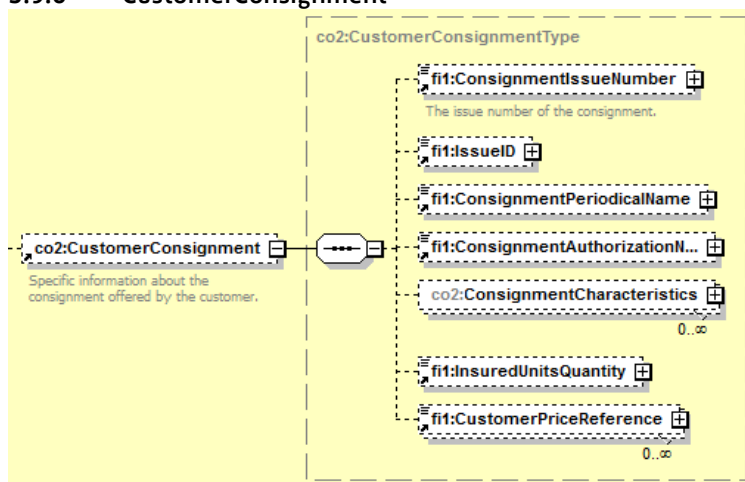 CustomerConsignment
co2:CustomerConsignmentType
fi1:ConsignmentIssueNumber
The issue number of the consignment.
fi1:IssueID
fi1:ConsignmentPeriodicalName
co2:CustomerConsignment
Specific information about the
consignment offered by the customer.
fi1:ConsignmentAuthorizationN...
co2:ConsignmentCharacteristics
0..∞
fi1:InsuredUnitsQuantity
fi1:CustomerPriceReference
0..∞